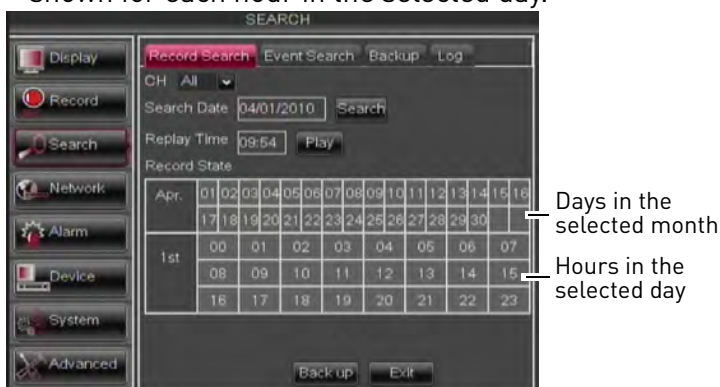 shown for each hour in the selected day.
SEARCH
Display
Record
Search
Network
Alarm
Device
System
Advanced
Record Search Event Search Backup Log
CH All
Search Date 04/01/2010 Search
Replay Time 09:54 Play
Record State
Apr. 01 02 03 04 05 06 07 08 09 10 11 12 13 14 15 16
17 18 19 20 21 22 23 24 25 26 27 28 29 30
1st 00 01 02 03 04 05 06 07
08 09 10 11 12 13 14 15
16 17 18 19 20 21 22 23
Back up Exit
Days in the
selected month
Hours in the
selected day